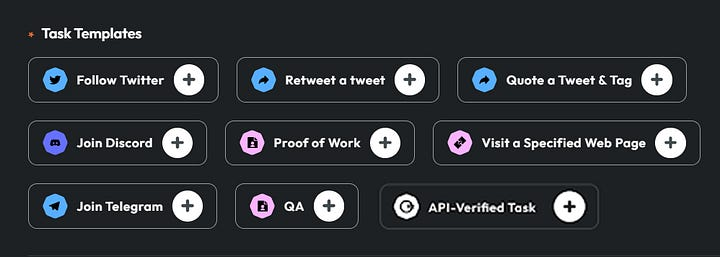 * Task Templates
Follow Twitter +
Retweet a tweet +
Quote a Tweet & Tag +
Join Discord +
Proof of Work +
Visit a Specified Web Page +
Join Telegram +
QA +
API-Verified Task +